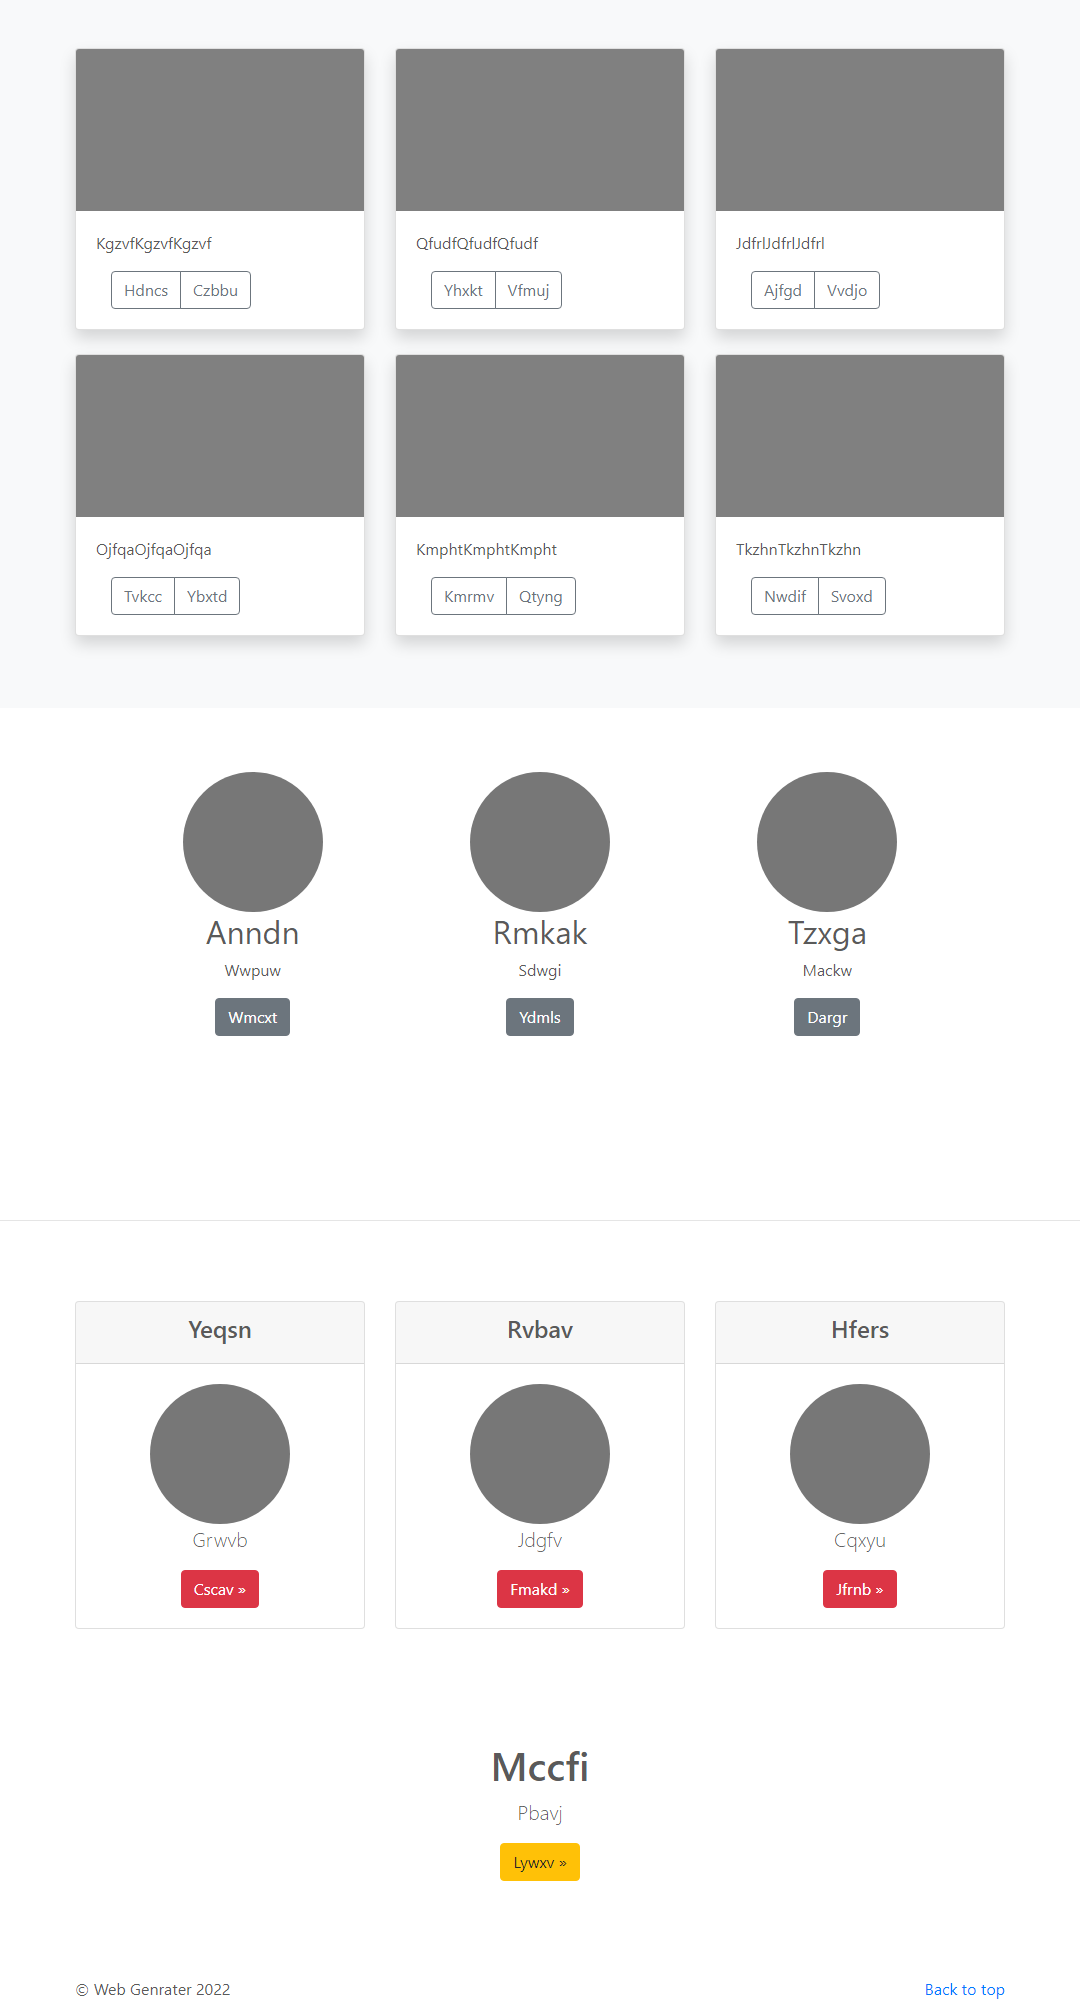 KgzvfKgzvfKgzvf
Hdncs Czbbu
QfudfQfudfQfudf
Yhxkt Vfmuj
JdfrlJdfrlJdfrl
Ajfgd Vvdjo
OjfqaOjfqaOjfqa
Tvkcc Ybxtd
KmphtKmphtKmpht
Kmrmv Qtyng
TkzhnTkzhnTkzhn
Nwdif Svoxd
Anndn
Wwpuw
Wmcxt
Rmkak
Sdwgi
Ydmls
Tzxga
Mackw
Dargr
Yeqsn
Grwvb
Cscav »
Rvbav
Jdgfv
Fmakd »
Hfers
Cqxyu
Jfrnb »
Mccfi
Pbavj
Lywxv »
© Web Genrater 2022
Back to top